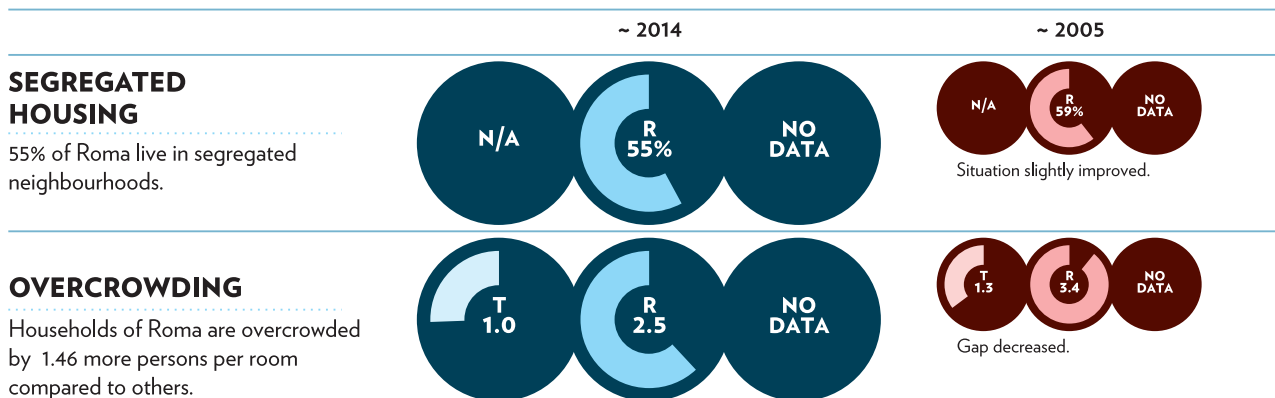 ~ 2014
~ 2005
SEGREGATED
HOUSING
55% of Roma live in segregated
neighbourhoods.
N/A
R
55%
NO
DATA
N/A
R
59%
NO
DATA
Situation slightly improved.
OVERCROWDING
Households of Roma are overcrowded
by 1.46 more persons per room
compared to others.
T
1.0
R
2.5
NO
DATA
T
1.3
R
3.4
NO
DATA
Gap decreased.